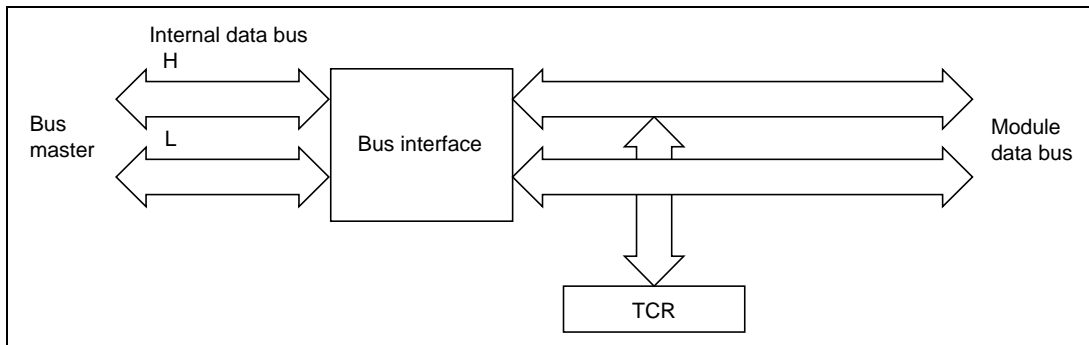 Internal data bus
H
Bus
master
L
Bus interface
Module
data bus
TCR